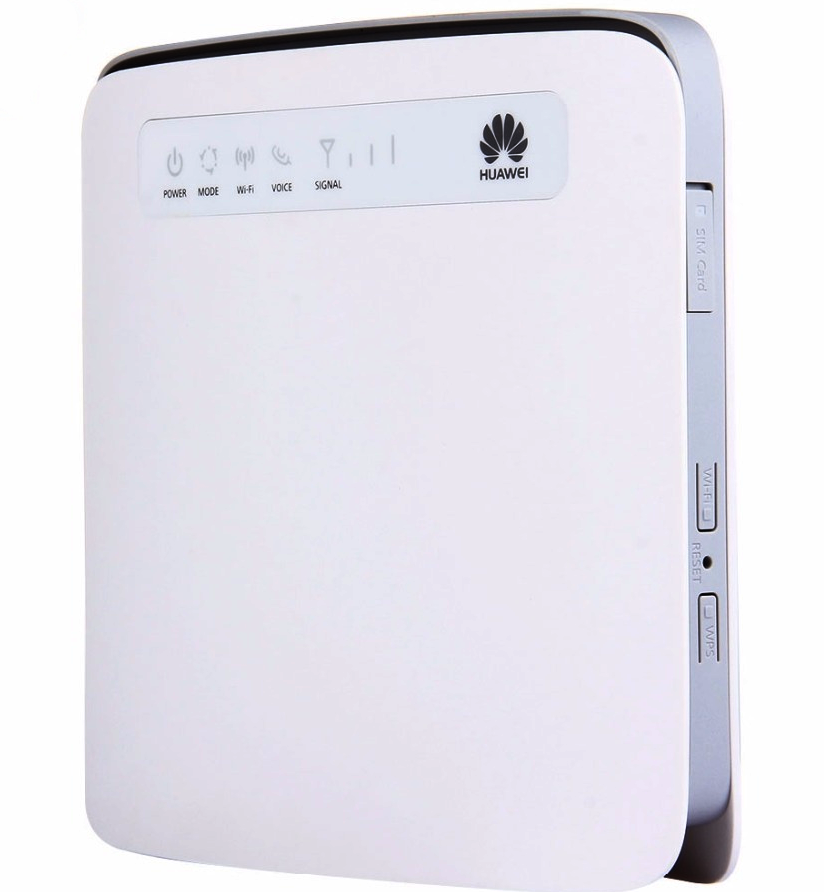 POWER MODE Wi-Fi VOICE SIGNAL
HUAWEI
SIM Card
WI-FI
RESET
WPS